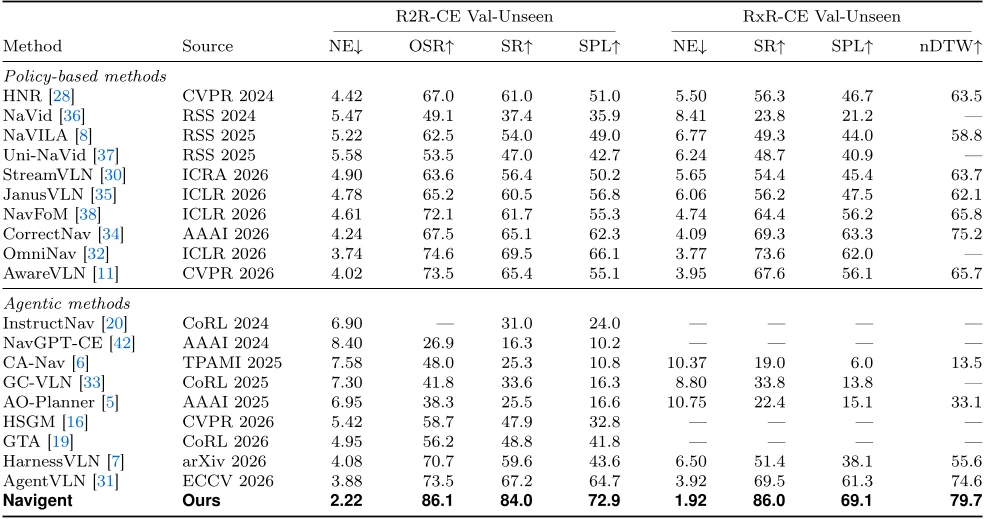 R2R-CE Val-Unseen RxR-CE Val-Unseen
Method Source NE↓ OSR↑ SR↑ SPL↑ NE↓ SR↑ SPL↑ nDTW↑
Policy-based methods
HNR [28] CVPR 2024 4.42 67.0 61.0 51.0 5.50 56.3 46.7 63.5
NaVid [36] RSS 2024 5.47 49.1 37.4 35.9 8.41 23.8 21.2 —
NaVILA [8] RSS 2025 5.22 62.5 54.0 49.0 6.77 49.3 44.0 58.8
Uni-NaVid [37] RSS 2025 5.58 53.5 47.0 42.7 6.24 48.7 40.9 —
StreamVLN [30] ICRA 2026 4.90 63.6 56.4 50.2 5.65 54.4 45.4 63.7
JanusVLN [35] ICLR 2026 4.78 65.2 60.5 56.8 6.06 56.2 47.5 62.1
NavFoM [38] ICLR 2026 4.61 72.1 61.7 55.3 4.74 64.4 56.2 65.8
CorrectNav [34] AAAI 2026 4.24 67.5 65.1 62.3 4.09 69.3 63.3 75.2
OmniNav [32] ICLR 2026 3.74 74.6 69.5 66.1 3.77 73.6 62.0 —
AwareVLN [11] CVPR 2026 4.02 73.5 65.4 55.1 3.95 67.6 56.1 65.7
Agentic methods
InstructNav [20] CoRL 2024 6.90 — 31.0 24.0 — — — —
NavGPT-CE [42] AAAI 2024 8.40 26.9 16.3 10.2 — — — —
CA-Nav [6] TPAMI 2025 7.58 48.0 25.3 10.8 10.37 19.0 6.0 13.5
GC-VLN [33] CoRL 2025 7.30 41.8 33.6 16.3 8.80 33.8 13.8 —
AO-Planner [5] AAAI 2025 6.95 38.3 25.5 16.6 10.75 22.4 15.1 33.1
HSGM [16] CVPR 2026 5.42 58.7 47.9 32.8 — — — —
GTA [19] CoRL 2026 4.95 56.2 48.8 41.8 — — — —
HarnessVLN [7] arXiv 2026 4.08 70.7 59.6 43.6 6.50 51.4 38.1 55.6
AgentVLN [31] ECCV 2026 3.88 73.5 67.2 64.7 3.92 69.5 61.3 74.6
Navigent Ours 2.22 86.1 84.0 72.9 1.92 86.0 69.1 79.7